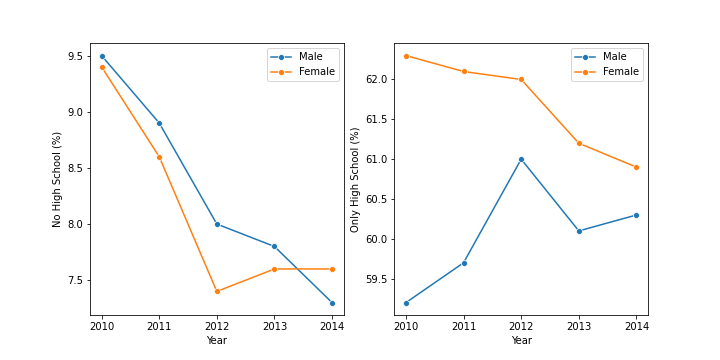 No High School (%)
9.5
9.0
8.5
8.0
7.5
2010 2011 2012 2013 2014
Year
Male
Female
Only High School (%)
62.0
61.5
61.0
60.5
60.0
59.5
2010 2011 2012 2013 2014
Year
Male
Female